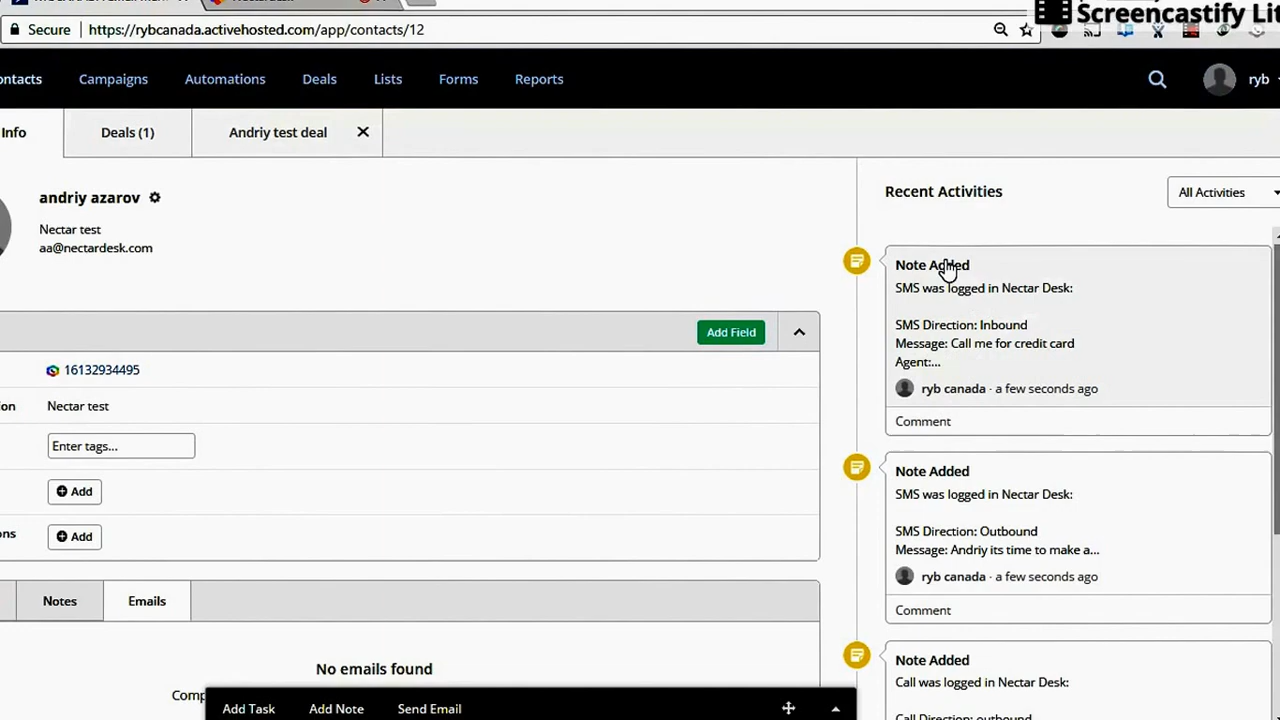 Screencastify Lit
Secure
https://rybcanada.activehosted.com/app/contacts/12
ontacts
Campaigns
Automations
Deals
Lists
Forms
Reports
ryb
Info
Deals (1)
Andriy test deal
andriy azarov
Nectar test
aa@nectardesk.com
Add Field
16132934495
ion
Nectar test
Enter tags...
Add
ons
Add
Notes
Emails
No emails found
Comp
Add Task
Add Note
Send Email
Recent Activities
All Activities
Note Added
SMS was logged in Nectar Desk:
SMS Direction: Inbound
Message: Call me for credit card
Agent:...
ryb canada · a few seconds ago
Comment
Note Added
SMS was logged in Nectar Desk:
SMS Direction: Outbound
Message: Andriy its time to make a...
ryb canada · a few seconds ago
Comment
Note Added
Call was logged in Nectar Desk:
Call Direction: outbound